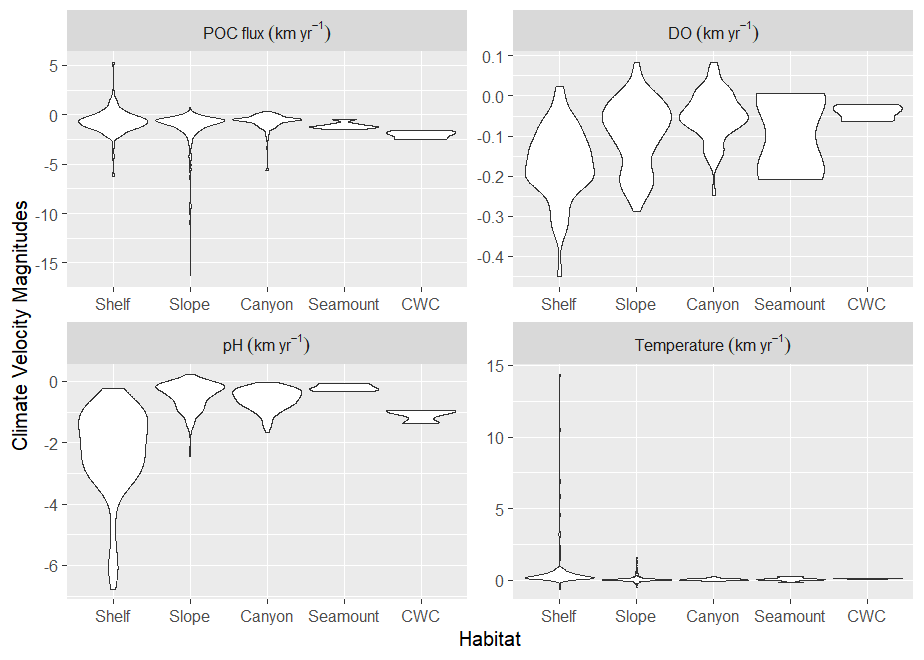 POC flux (km yr⁻¹)
5
0
-5
-10
-15
Shelf Slope Canyon Seamount CWC
DO (km yr⁻¹)
0.1
0.0
-0.1
-0.2
-0.3
-0.4
Shelf Slope Canyon Seamount CWC
pH (km yr⁻¹)
0
-2
-4
-6
Shelf Slope Canyon Seamount CWC
Temperature (km yr⁻¹)
15
10
5
0
Shelf Slope Canyon Seamount CWC
Climate Velocity Magnitudes
Habitat